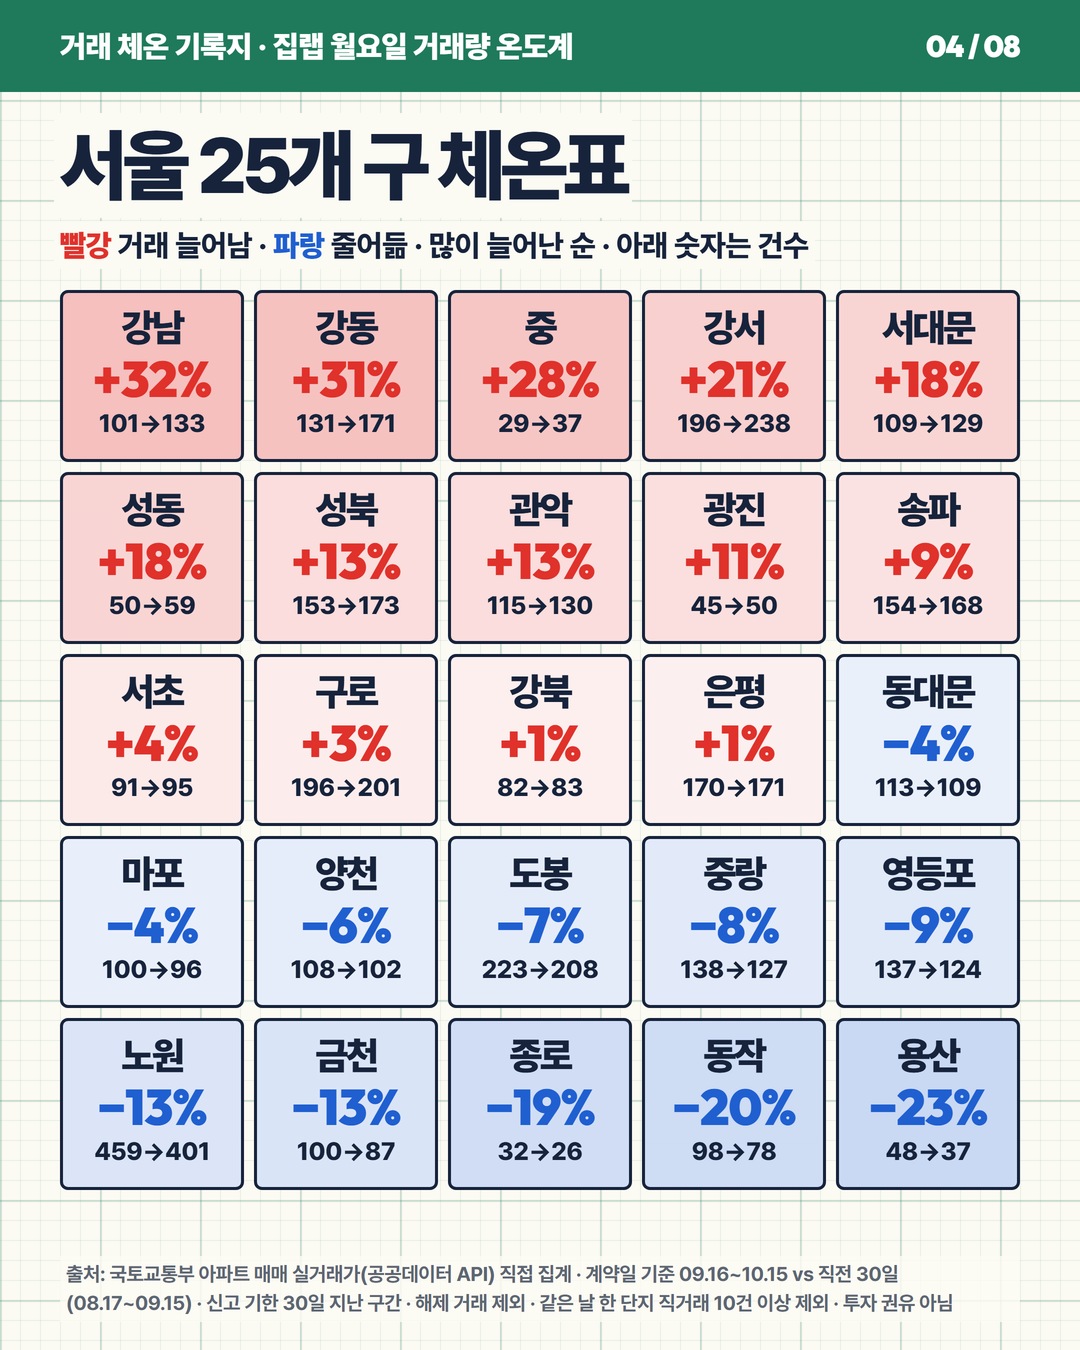 거래 체온 기록지 · 집랩 월요일 거래량 온도계
04 / 08
서울 25개 구 체온표
빨강 거래 늘어남 · 파랑 줄어듦 · 많이 늘어난 순 · 아래 숫자는 건수
강남
+32%
101→133
강동
+31%
131→171
중
+28%
29→37
강서
+21%
196→238
서대문
+18%
109→129
성동
+18%
50→59
성북
+13%
153→173
관악
+13%
115→130
광진
+11%
45→50
송파
+9%
154→168
서초
+4%
91→95
구로
+3%
196→201
강북
+1%
82→83
은평
+1%
170→171
동대문
−4%
113→109
마포
−4%
100→96
양천
−6%
108→102
도봉
−7%
223→208
중랑
−8%
138→127
영등포
−9%
137→124
노원
−13%
459→401
금천
−13%
100→87
종로
−19%
32→26
동작
−20%
98→78
용산
−23%
48→37
출처: 국토교통부 아파트 매매 실거래가(공공데이터 API) 직접 집계 · 계약일 기준 09.16~10.15 vs 직전 30일
(08.17~09.15) · 신고 기한 30일 지난 구간 · 해제 거래 제외 · 같은 날 한 단지 직거래 10건 이상 제외 · 투자 권유 아님